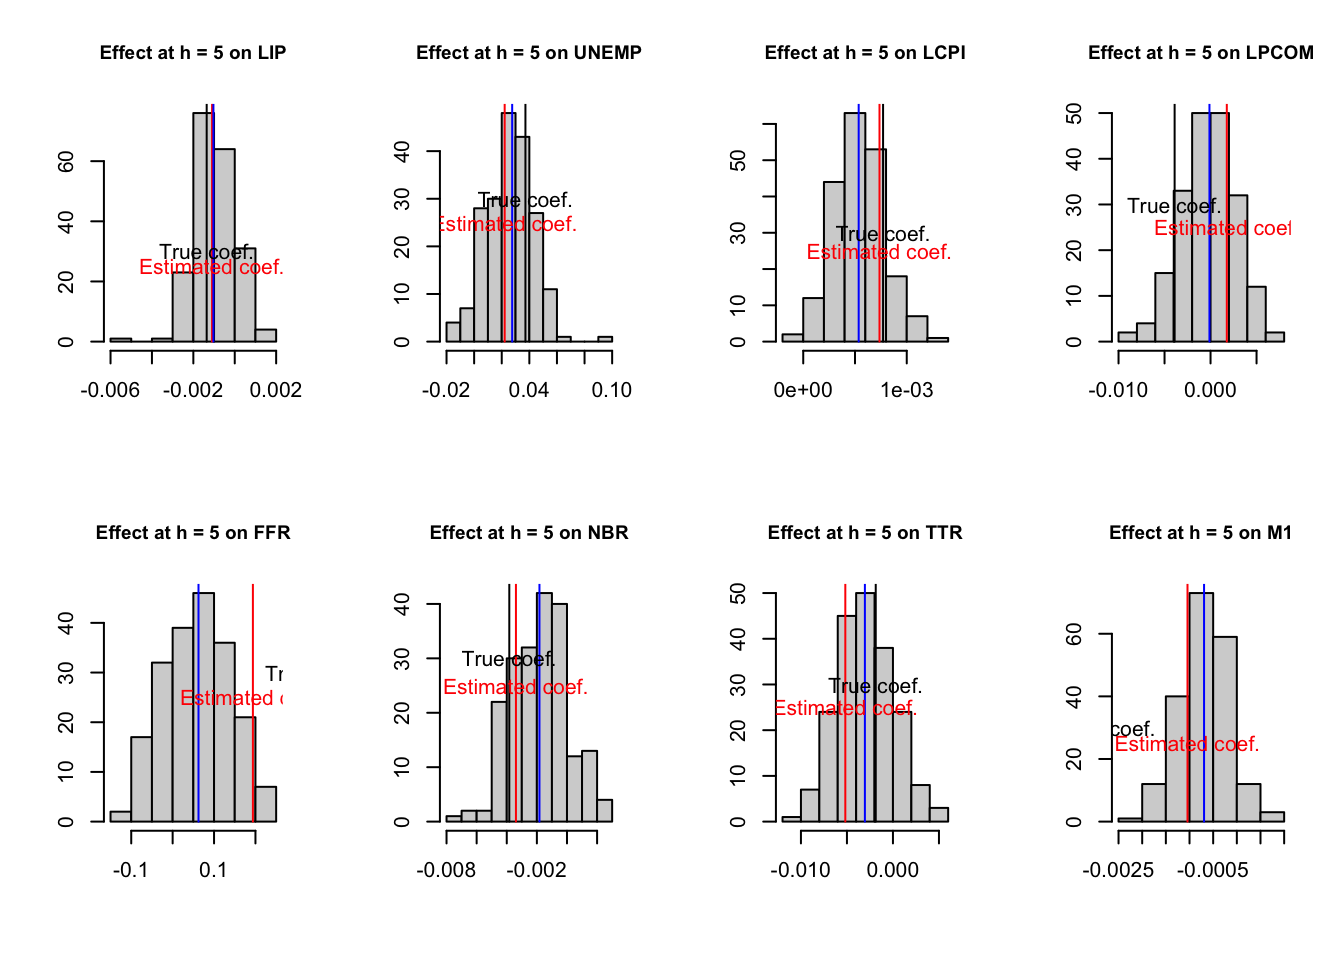 Effect at h = 5 on LIP
0 20 40 60
-0.006 -0.002 0.002
True coef.
Estimated coef.
Effect at h = 5 on UNEMP
0 10 20 30 40
-0.02 0.04 0.10
True coef.
Estimated coef.
Effect at h = 5 on LCPI
0 10 30 50
0e+00 1e-03
True coef.
Estimated coef.
Effect at h = 5 on LPCOM
0 10 20 30 40 50
-0.010 0.000
True coef.
Estimated coef
Effect at h = 5 on FFR
0 10 20 30 40
-0.1 0.1
Tr
Estimated c
Effect at h = 5 on NBR
0 10 20 30 40
-0.008 -0.002
True coef.
Estimated coef.
Effect at h = 5 on TTR
0 10 20 30 40 50
-0.010 0.000
True coef.
Estimated coef.
Effect at h = 5 on M1
0 20 40 60
-0.0025 -0.0005
coef.
Estimated coef.